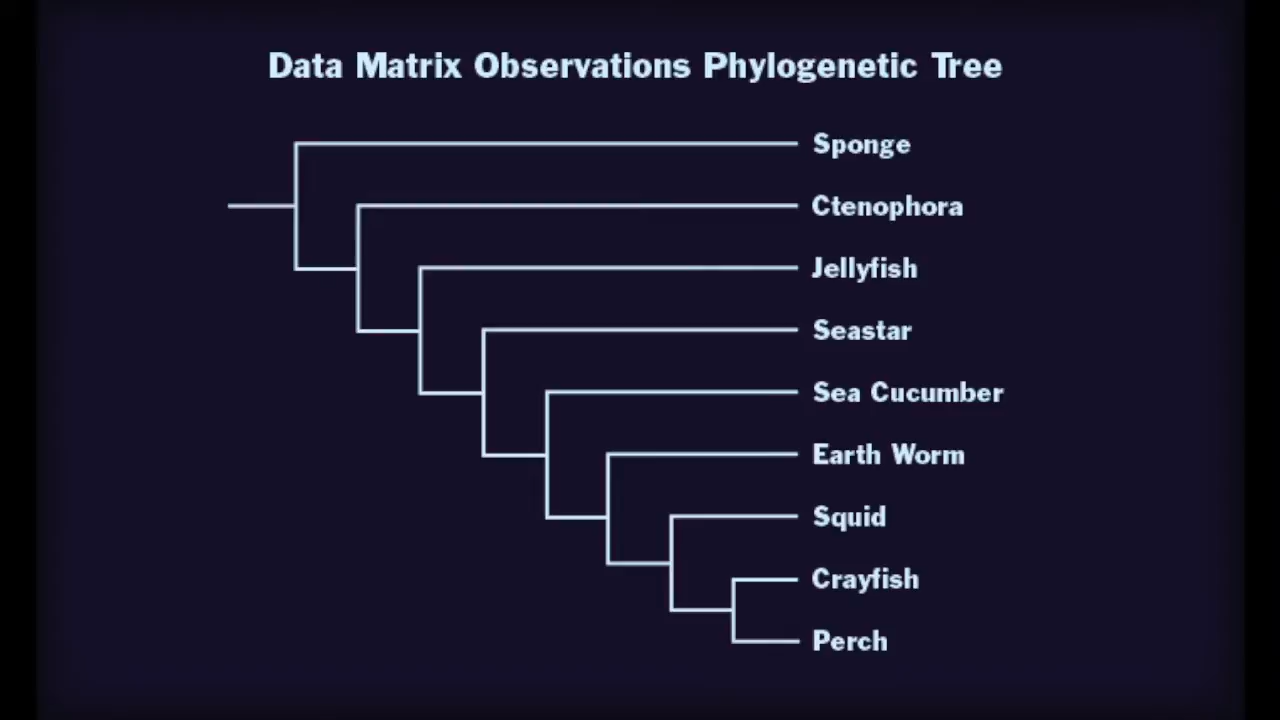 Data Matrix Observations Phylogenetic Tree
Sponge
Ctenophora
Jellyfish
Seastar
Sea Cucumber
Earth Worm
Squid
Crayfish
Perch